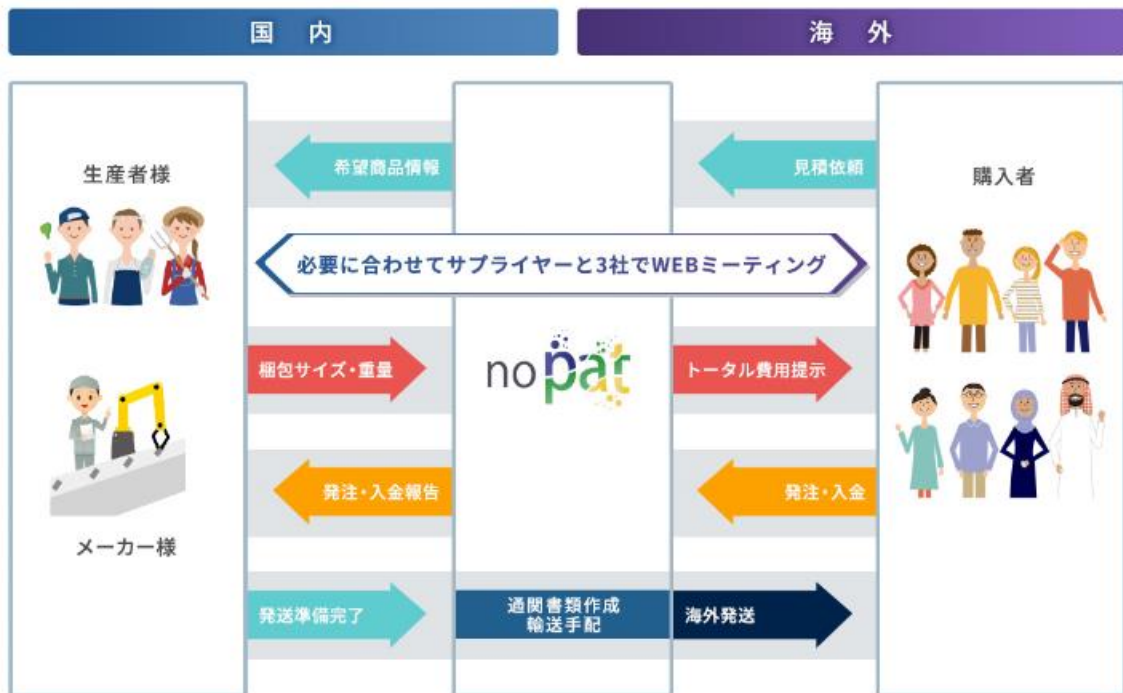 国内
海外
生産者様
希望商品情報
見積依頼
購入者
必要に合わせてサプライヤーと3社でWEBミーティング
梱包サイズ・重量
nopat
トータル費用提示
発注・入金報告
発注・入金
メーカー様
発送準備完了
通関書類作成
輸送手配
海外発送